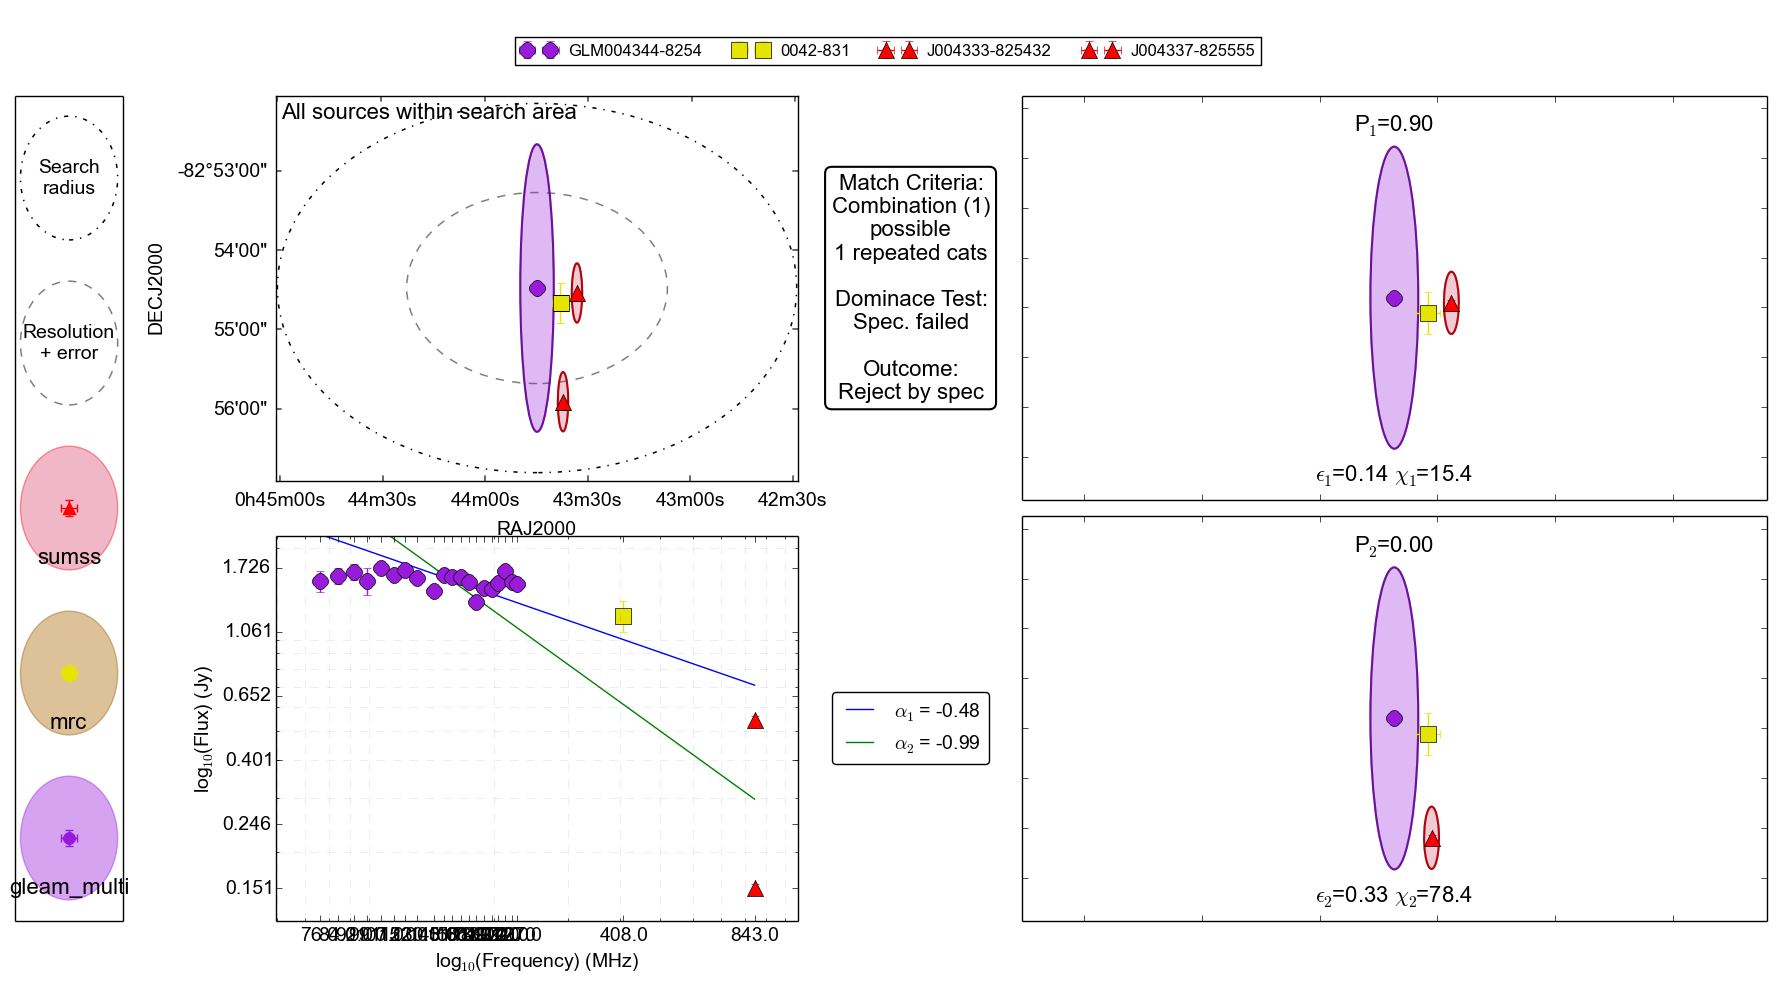 GLM004344-8254 0042-831 J004333-825432 J004337-825555
Search
radius
Resolution
+ error
sumss
mrc
gleam_multi
All sources within search area
DECJ2000
-82°53'00"
54'00"
55'00"
56'00"
0h45m00s 44m30s 44m00s 43m30s 43m00s 42m30s
RAJ2000
Match Criteria:
Combination (1)
possible
1 repeated cats
Dominace Test:
Spec. failed
Outcome:
Reject by spec
P1=0.90
ϵ1=0.14 χ1=15.4
P2=0.00
ϵ2=0.33 χ2=78.4
log10(Flux) (Jy)
1.726
1.061
0.652
0.401
0.246
0.151
408.0 843.0
log10(Frequency) (MHz)
α1 = -0.48
α2 = -0.99